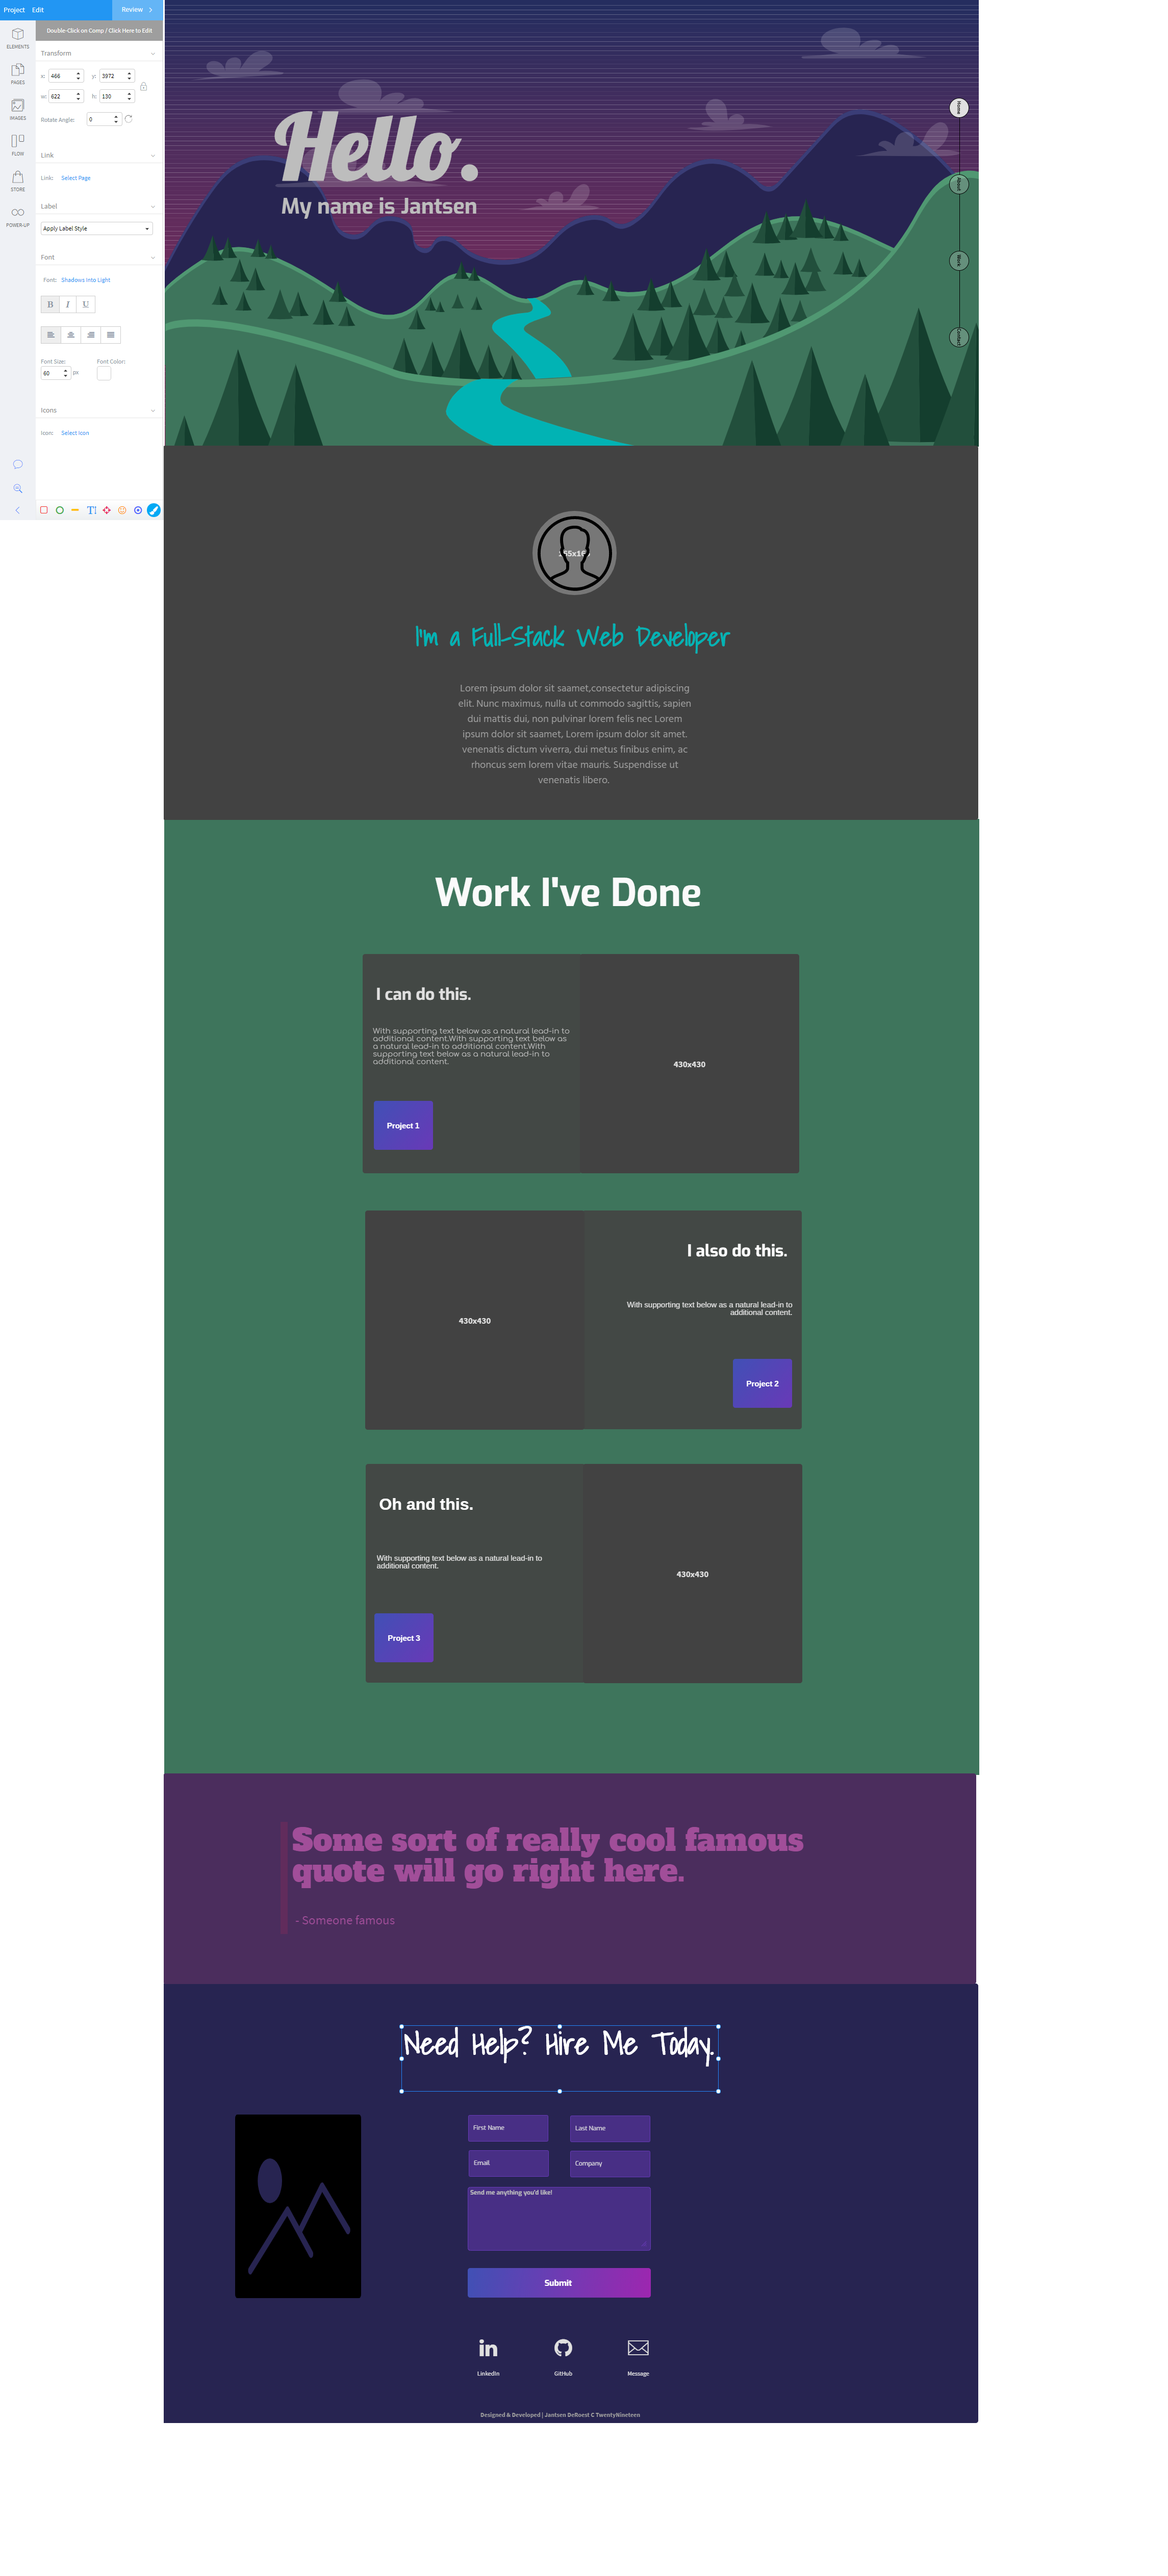 Project Edit Review
Double-Click on Comp / Click Here to Edit
ELEMENTS
PAGES
IMAGES
FLOW
STORE
POWER-UP
Transform
x: 466 y: 3972
w: 622 h: 130
Rotate Angle: 0
Link
Link: Select Page
Label
Apply Label Style
Font
Font: Shadows Into Light
B I U
Font Size: Font Color:
60 px
Icons
Icon: Select Icon
T
Hello.
My name is Jantsen
Home
About
Work
Contact
I'm a Full-Stack Web Developer
Lorem ipsum dolor sit saamet,consectetur adipiscing
elit. Nunc maximus, nulla ut commodo sagittis, sapien
dui mattis dui, non pulvinar lorem felis nec Lorem
ipsum dolor sit saamet, Lorem ipsum dolor sit amet.
venenatis dictum viverra, dui metus finibus enim, ac
rhoncus sem lorem vitae mauris. Suspendisse ut
venenatis libero.
Work I've Done
I can do this.
With supporting text below as a natural lead-in to
additional content.With supporting text below as
a natural lead-in to additional content.With
supporting text below as a natural lead-in to
additional content.
Project 1
430x430
430x430
I also do this.
With supporting text below as a natural lead-in to
additional content.
Project 2
Oh and this.
With supporting text below as a natural lead-in to
additional content.
Project 3
430x430
Some sort of really cool famous
quote will go right here.
- Someone famous
Need Help? Hire Me Today.
First Name Last Name
Email Company
Send me anything you'd like!
Submit
in
LinkedIn GitHub Message
Designed & Developed | Jantsen DeRoest C TwentyNineteen